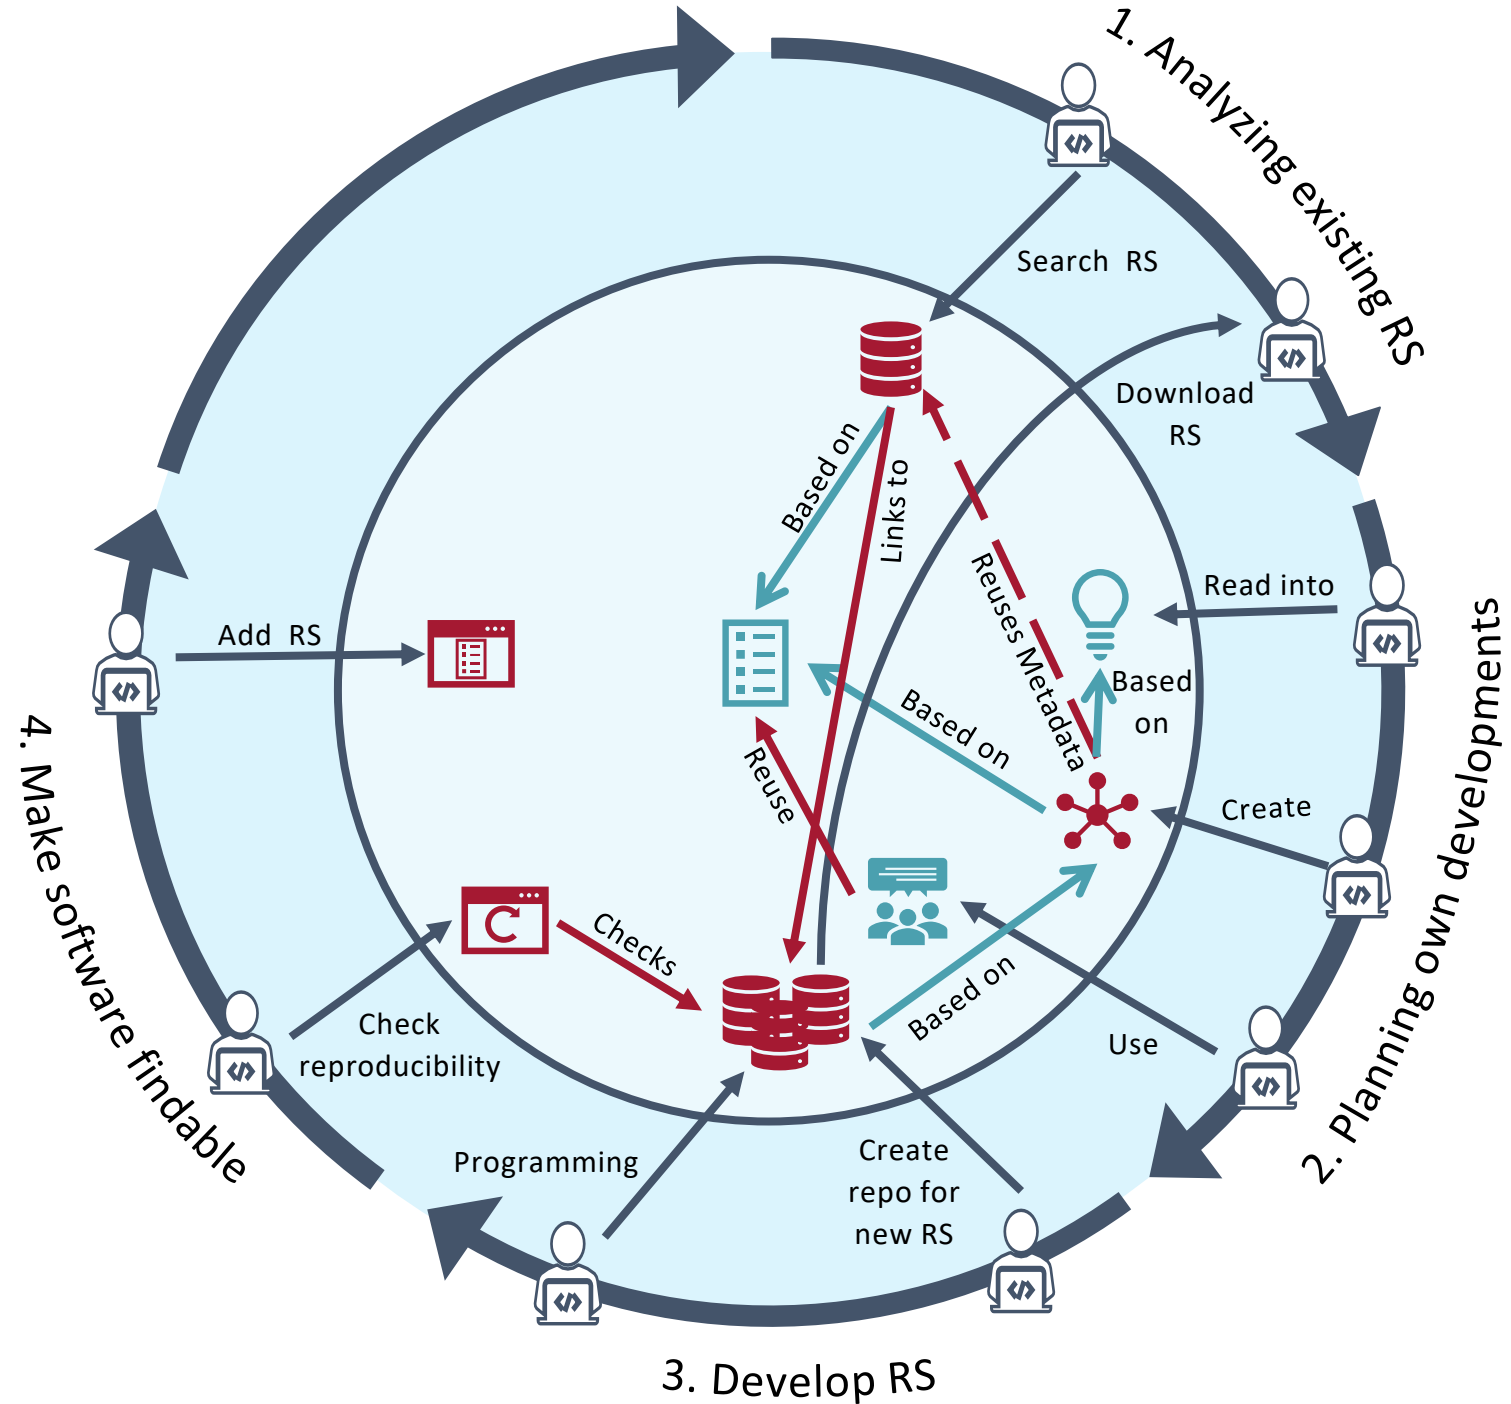 1. Analyzing existing RS
Search RS
Download
RS
Based on
Links to
Reuses Metadata
Read into
Based
on
Add RS
Based on
Reuse
Create
2. Planning own developments
4. Make software findable
Checks
Based on
Use
Check
reproducibility
Programming
Create
repo for
new RS
3. Develop RS